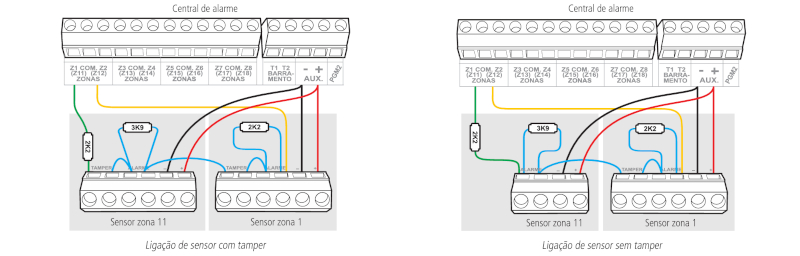 Central de alarme
Z1 COM. Z2
(Z11) (Z12)
ZONAS
Z3 COM. Z4
(Z13) (Z14)
ZONAS
Z5 COM. Z6
(Z15) (Z16)
ZONAS
Z7 COM. Z8
(Z17) (Z18)
ZONAS
T1 T2
BARRA-
MENTO
- +
AUX.
PGM2
2K2
3K9
2K2
TAMPER ALARME - +
TAMPER ALARME - +
Sensor zona 11
Sensor zona 1
Ligação de sensor com tamper
Central de alarme
Z1 COM. Z2
(Z11) (Z12)
ZONAS
Z3 COM. Z4
(Z13) (Z14)
ZONAS
Z5 COM. Z6
(Z15) (Z16)
ZONAS
Z7 COM. Z8
(Z17) (Z18)
ZONAS
T1 T2
BARRA-
MENTO
- +
AUX.
PGM2
2K2
3K9
2K2
ALARME - +
TAMPER ALARME - +
Sensor zona 11
Sensor zona 1
Ligação de sensor sem tamper